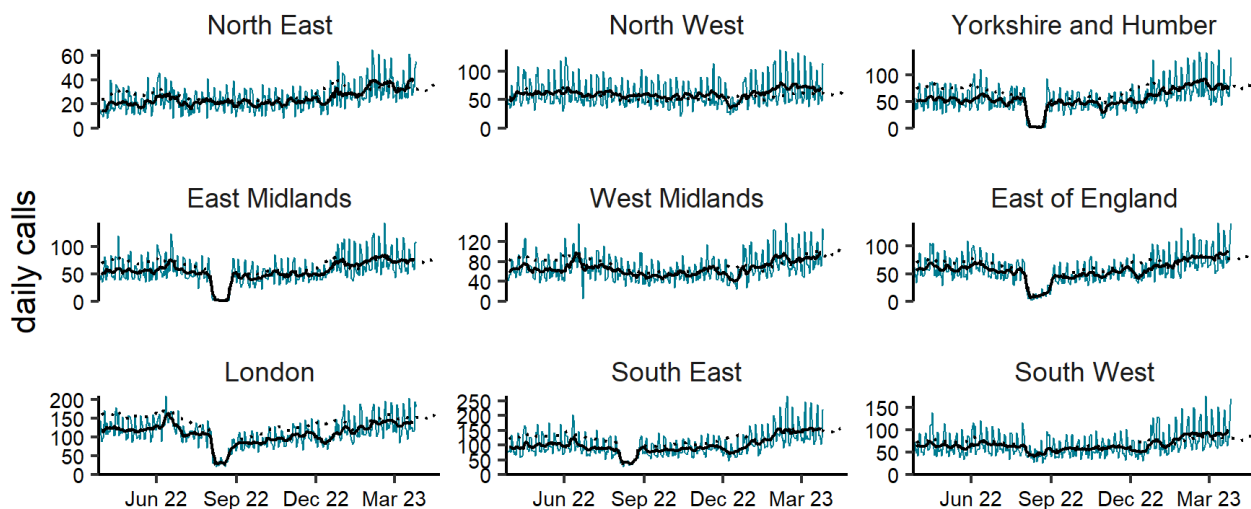 North East
North West
Yorkshire and Humber
60
40
20
0
100
50
0
100
50
0
East Midlands
West Midlands
East of England
daily calls
100
50
0
120
80
40
0
100
50
0
London
South East
South West
200
150
100
50
0
250
200
150
100
50
0
150
100
50
0
Jun 22 Sep 22 Dec 22 Mar 23
Jun 22 Sep 22 Dec 22 Mar 23
Jun 22 Sep 22 Dec 22 Mar 23